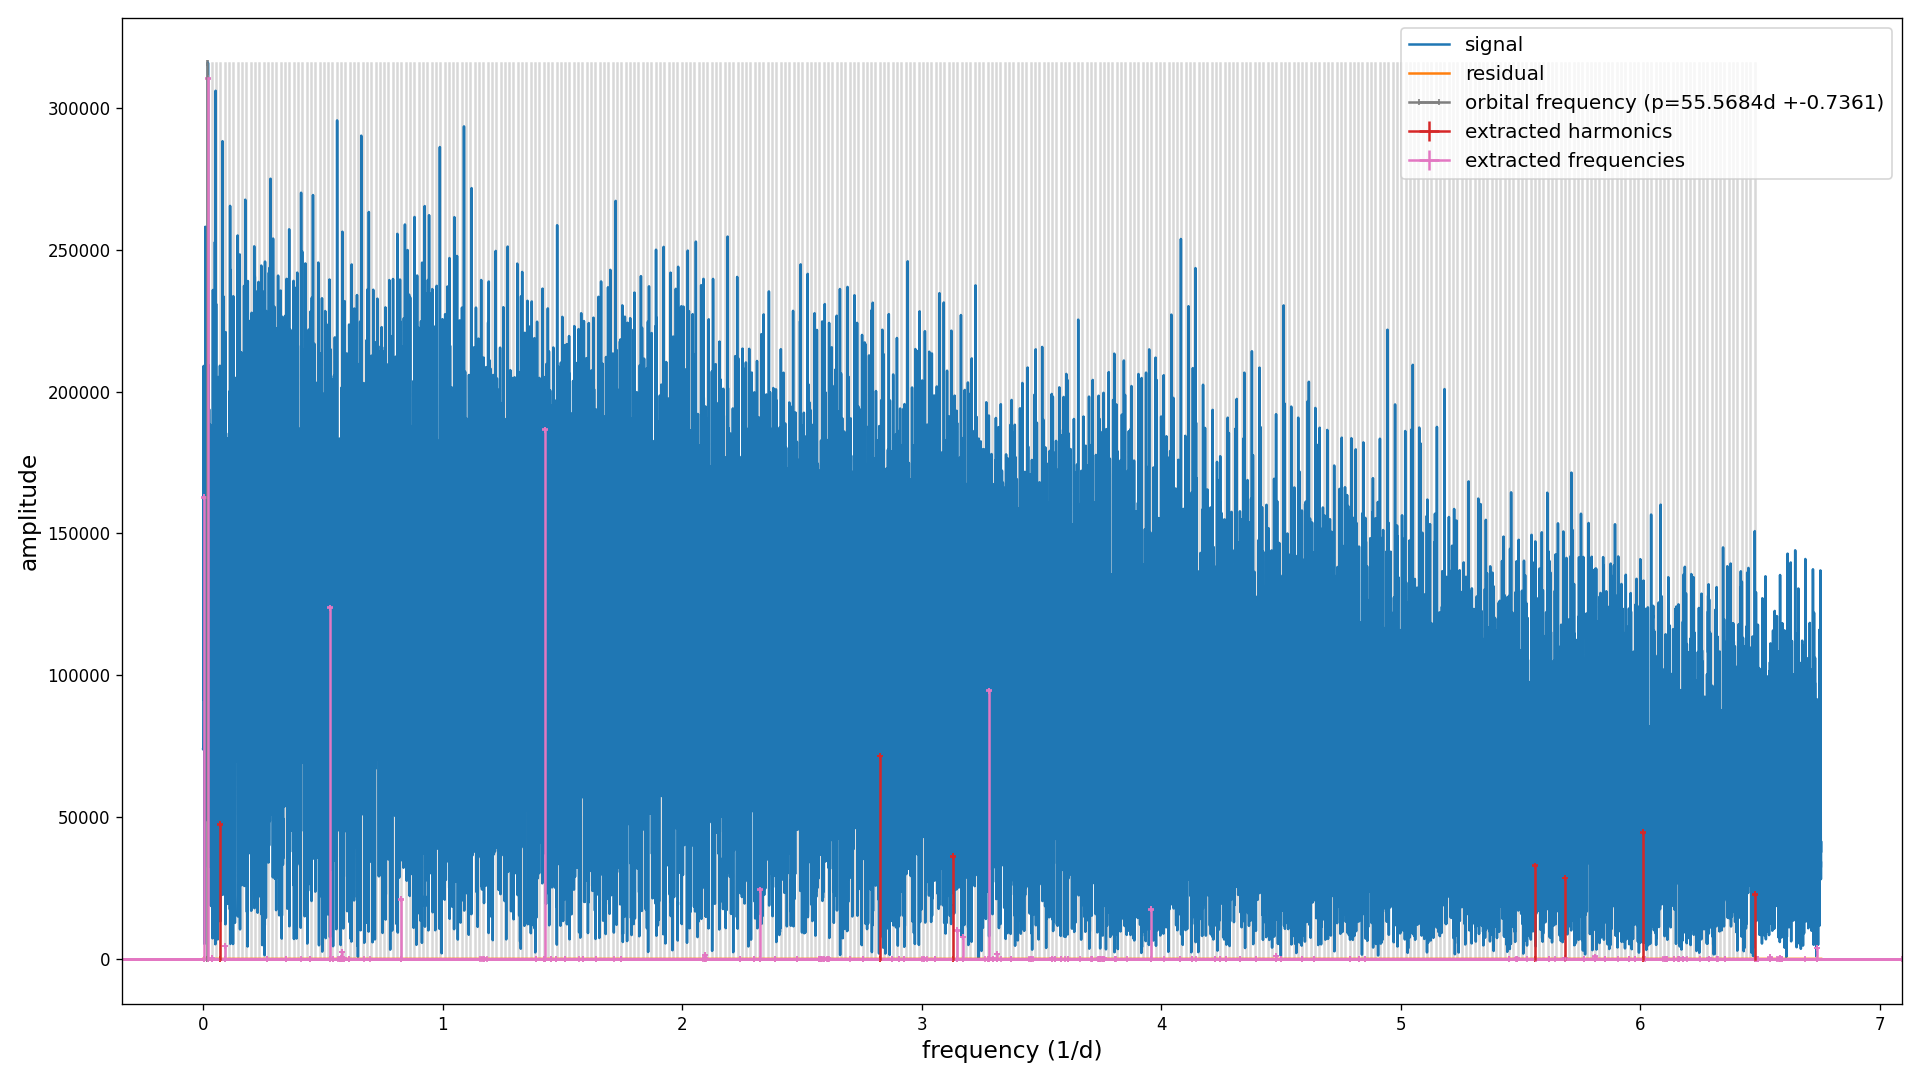 signal
residual
orbital frequency (p=55.5684d +-0.7361)
extracted harmonics
extracted frequencies
300000
250000
200000
150000
100000
50000
0
amplitude
0 1 2 3 4 5 6 7
frequency (1/d)